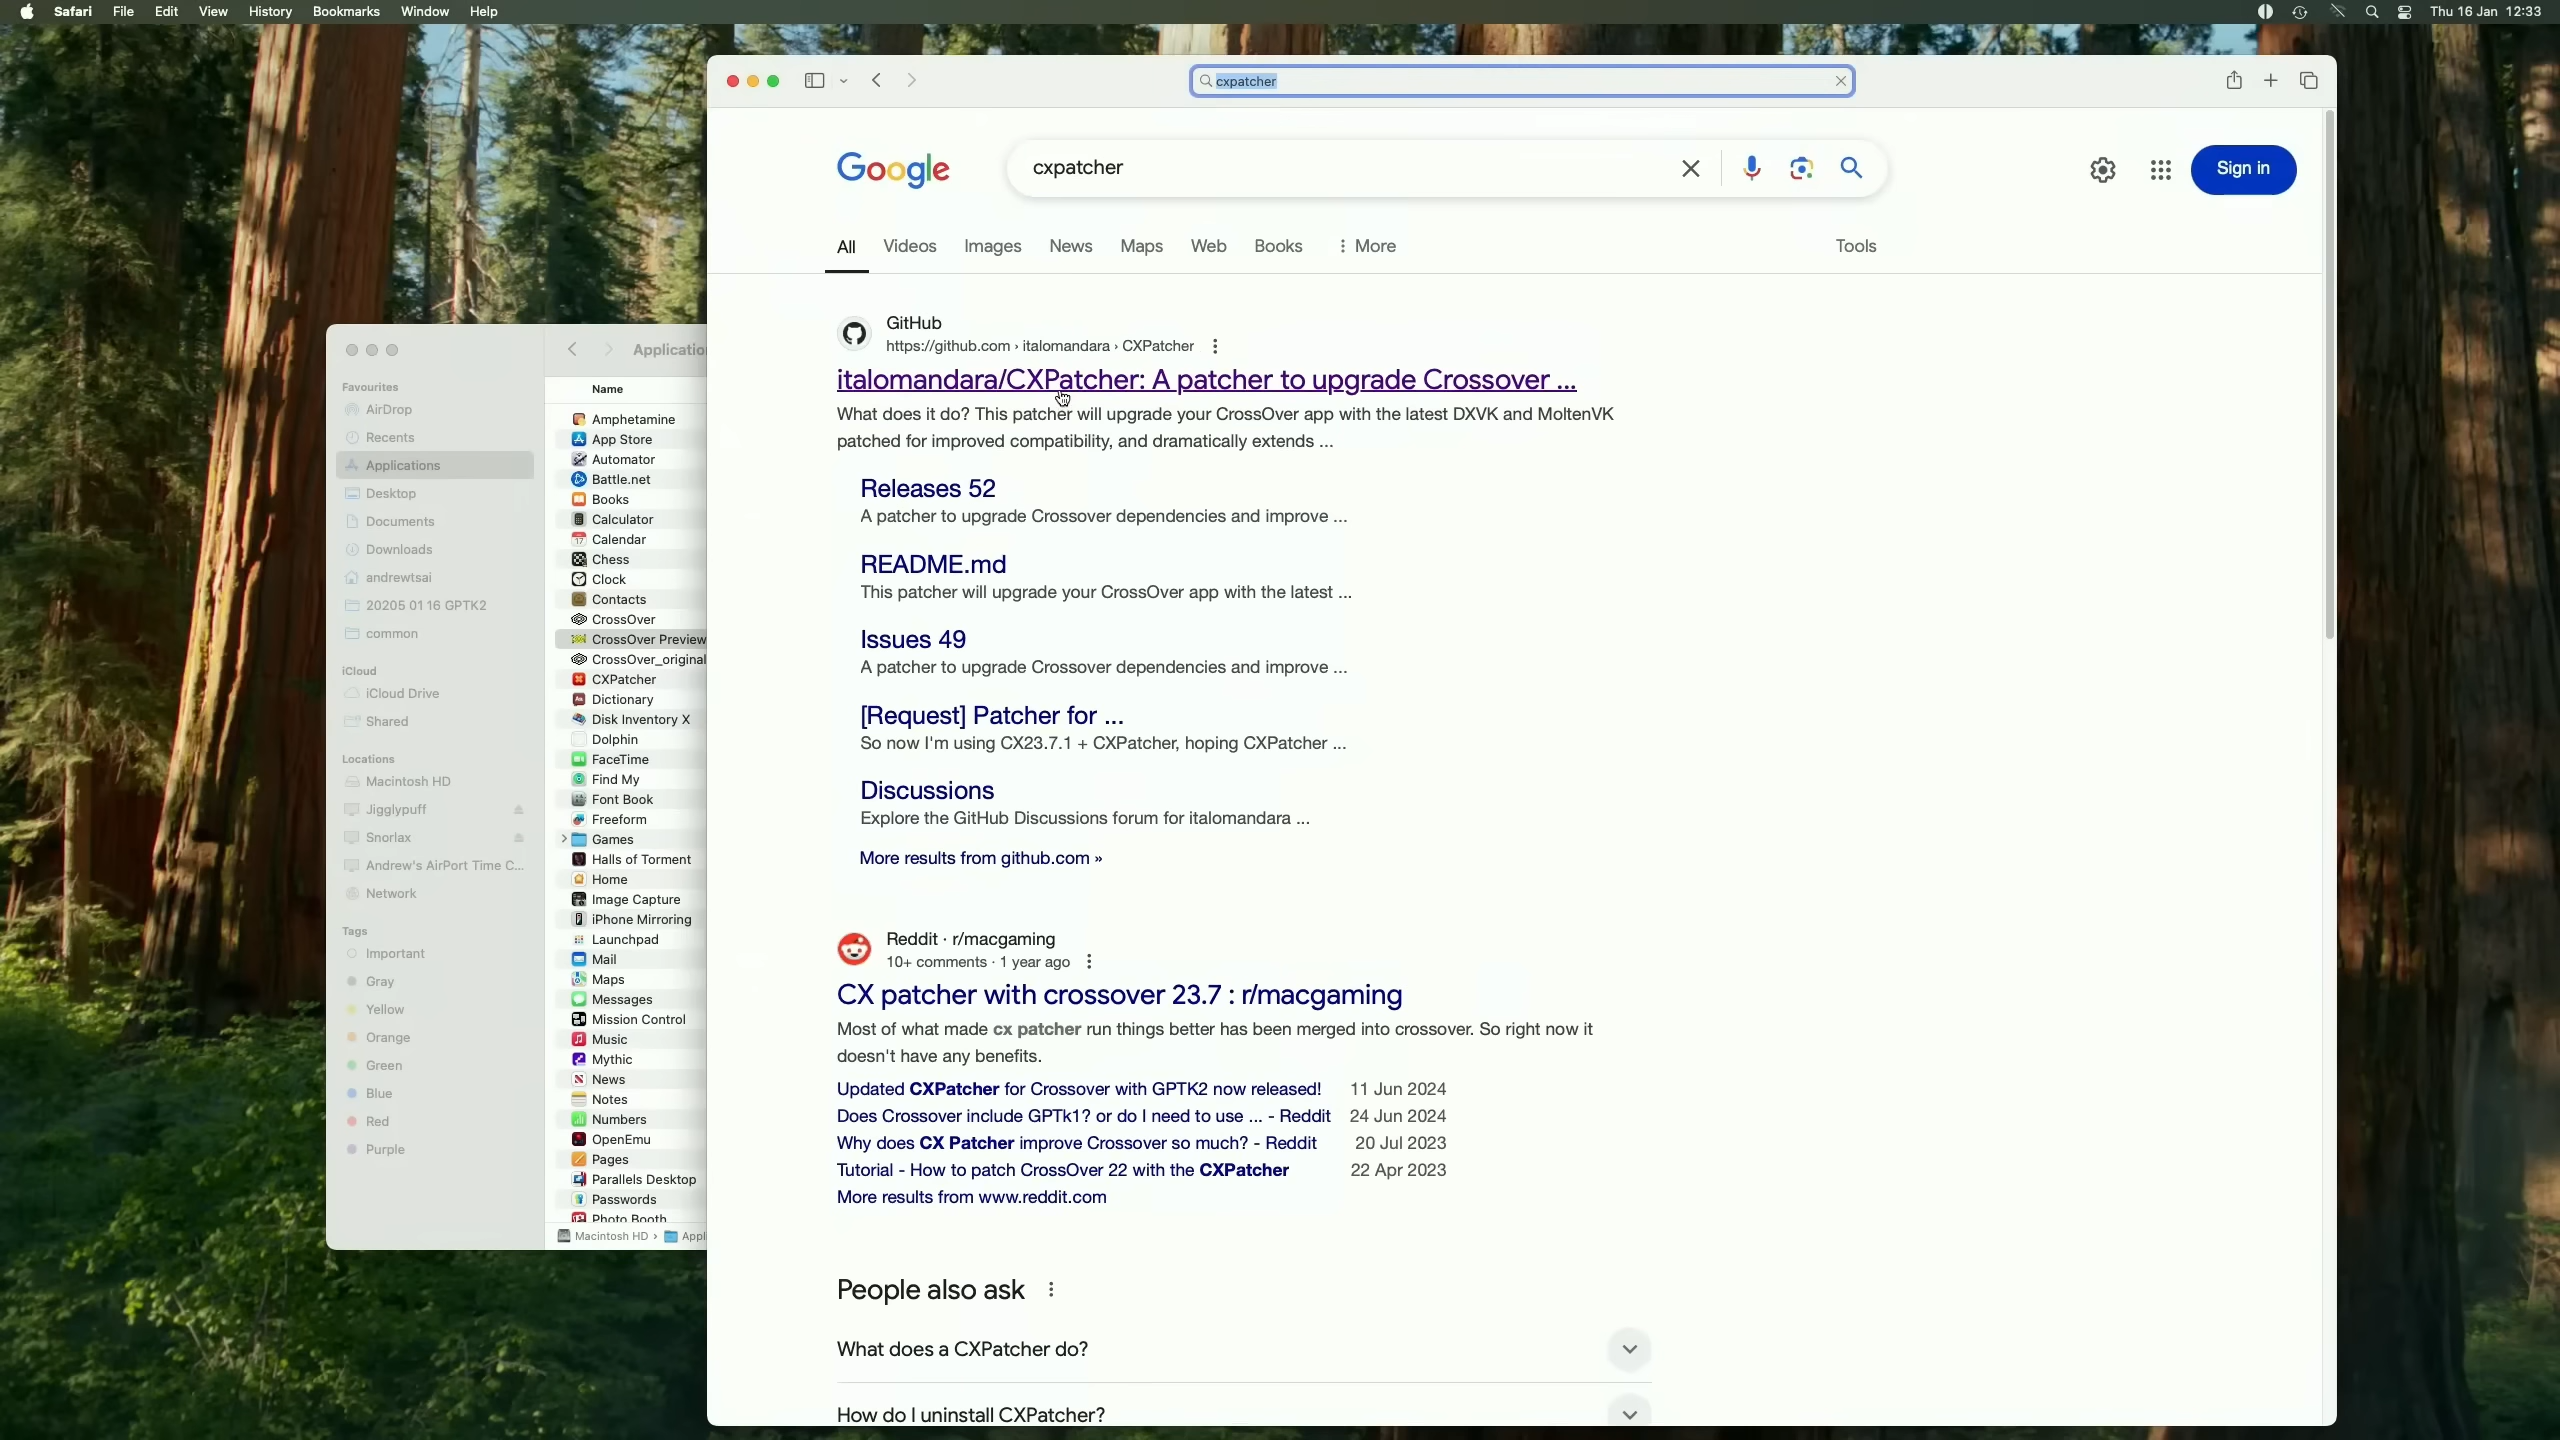 Safari File Edit View History Bookmarks Window Help
Thu 16 Jan 12:33
cxpatcher
Google
cxpatcher
Sign in
All Videos Images News Maps Web Books More
Tools
GitHub
https://github.com › italomandara › CXPatcher
italomandara/CXPatcher: A patcher to upgrade Crossover ...
What does it do? This patcher will upgrade your CrossOver app with the latest DXVK and MoltenVK
patched for improved compatibility, and dramatically extends ...
Releases 52
A patcher to upgrade Crossover dependencies and improve ...
README.md
This patcher will upgrade your CrossOver app with the latest ...
Issues 49
A patcher to upgrade Crossover dependencies and improve ...
[Request] Patcher for ...
So now I'm using CX23.7.1 + CXPatcher, hoping CXPatcher ...
Discussions
Explore the GitHub Discussions forum for italomandara ...
More results from github.com »
Reddit · r/macgaming
10+ comments · 1 year ago
CX patcher with crossover 23.7 : r/macgaming
Most of what made cx patcher run things better has been merged into crossover. So right now it
doesn't have any benefits.
Updated CXPatcher for Crossover with GPTK2 now released! 11 Jun 2024
Does Crossover include GPTk1? or do I need to use ... - Reddit 24 Jun 2024
Why does CX Patcher improve Crossover so much? - Reddit 20 Jul 2023
Tutorial - How to patch CrossOver 22 with the CXPatcher 22 Apr 2023
More results from www.reddit.com
People also ask
What does a CXPatcher do?
How do I uninstall CXPatcher?
Favourites
AirDrop
Recents
Applications
Desktop
Documents
Downloads
andrewtsai
20205 01 16 GPTK2
common
iCloud
iCloud Drive
Shared
Locations
Macintosh HD
Jigglypuff
Snorlax
Andrew's AirPort Time C...
Network
Tags
Important
Gray
Yellow
Orange
Green
Blue
Red
Purple
Applicatio
Name
Amphetamine
App Store
Automator
Battle.net
Books
Calculator
Calendar
Chess
Clock
Contacts
CrossOver
CrossOver Preview
CrossOver_original
CXPatcher
Dictionary
Disk Inventory X
Dolphin
FaceTime
Find My
Font Book
Freeform
Games
Halls of Torment
Home
Image Capture
iPhone Mirroring
Launchpad
Mail
Maps
Messages
Mission Control
Music
Mythic
News
Notes
Numbers
OpenEmu
Pages
Parallels Desktop
Passwords
Photo Booth
Macintosh HD › Appl